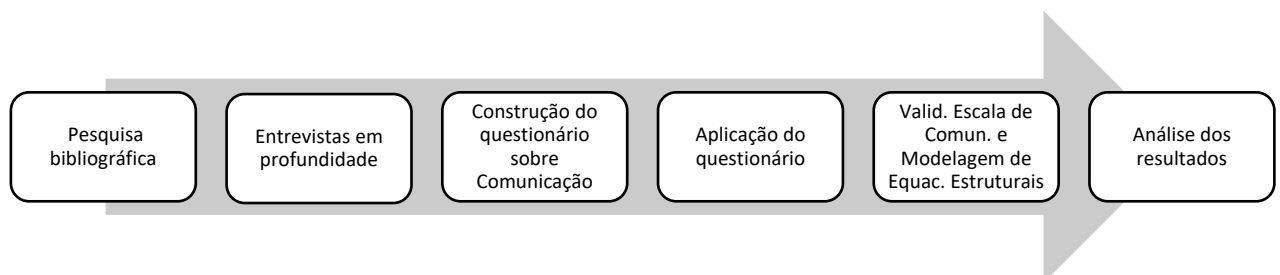 Pesquisa
bibliográfica
Entrevistas em
profundidade
Construção do
questionário
sobre
Comunicação
Aplicação do
questionário
Valid. Escala de
Comun. e
Modelagem de
Equac. Estruturais
Análise dos
resultados